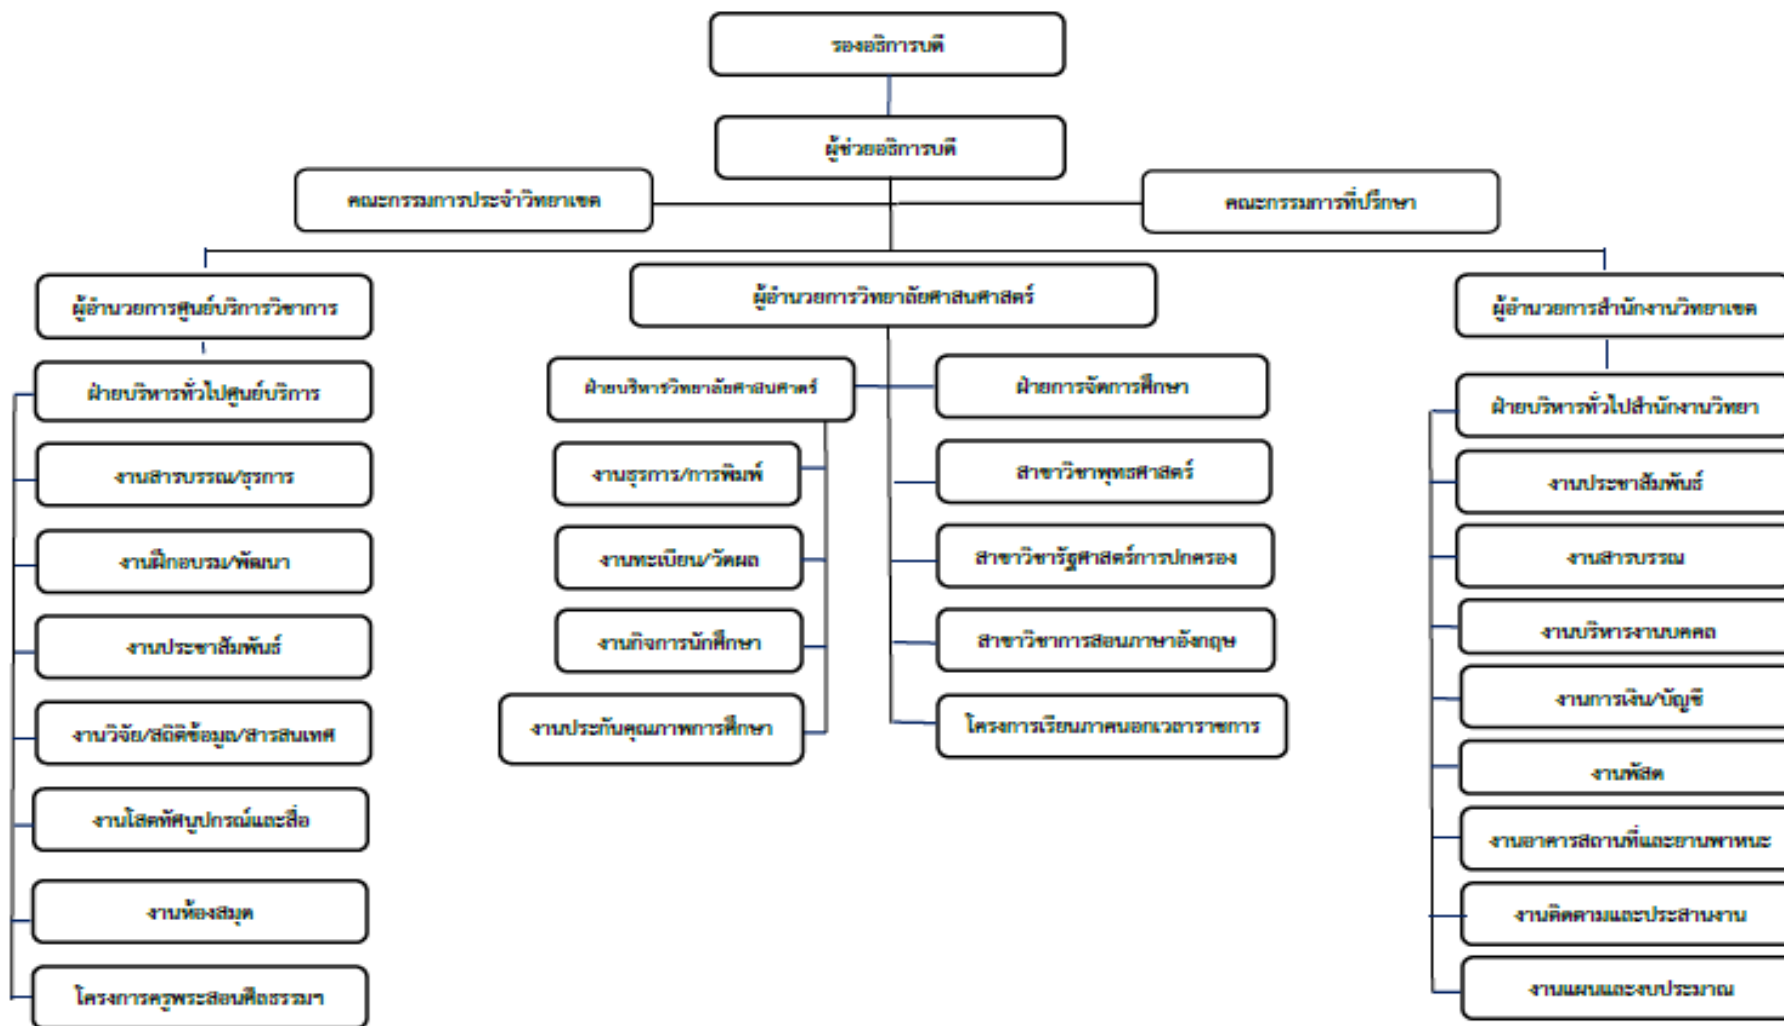 รองอธิการบดี
ผู้ช่วยอธิการบดี
คณะกรรมการประจำวิทยาเขต
คณะกรรมการที่ปรึกษา
ผู้อำนวยการศูนย์บริการวิชาการ
ผู้อำนวยการวิทยาลัยศาสนศาสตร์
ผู้อำนวยการสำนักงานวิทยาเขต
ฝ่ายบริหารทั่วไปศูนย์บริการ
งานสารบรรณ/ธุรการ
งานฝึกอบรม/พัฒนา
งานประชาสัมพันธ์
งานวิจัย/สถิติข้อมูล/สารสนเทศ
งานโสตทัศนูปกรณ์และสื่อ
งานห้องสมุด
โครงการครูพระสอนศีลธรรมฯ
ฝ่ายบริหารวิทยาลัยศาสนศาตร์
งานธุรการ/การพิมพ์
งานทะเบียน/วัดผล
งานกิจการนักศึกษา
งานประกันคุณภาพการศึกษา
ฝ่ายการจัดการศึกษา
สาขาวิชาพุทธศาสตร์
สาขาวิชารัฐศาสตร์การปกครอง
สาขาวิชาการสอนภาษาอังกฤษ
โครงการเรียนภาคนอกเวลาราชการ
ฝ่ายบริหารทั่วไปสำนักงานวิทยา
งานประชาสัมพันธ์
งานสารบรรณ
งานบริหารงานบคคล
งานการเงิน/บัญชี
งานพัสด
งานอาคารสถานที่และยานพาหนะ
งานติดตามและประสานงาน
งานแผนและงบประมาณ